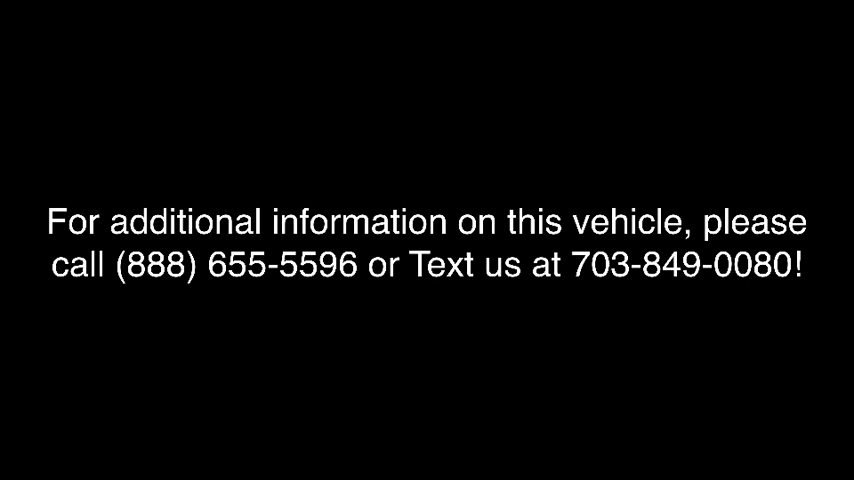 For additional information on this vehicle, please
call (888) 655-5596 or Text us at 703-849-0080!